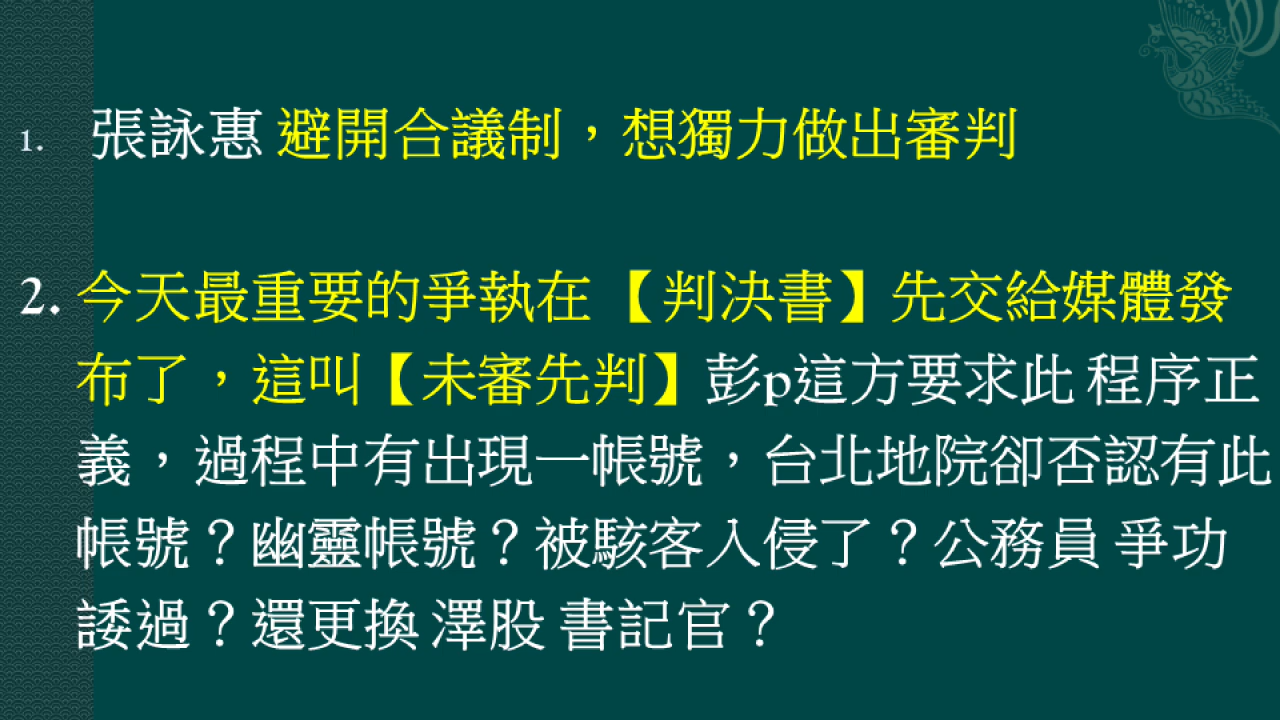 1. 張詠惠 避開合議制，想獨力做出審判
2. 今天最重要的爭執在 【判決書】先交給媒體發
布了，這叫【未審先判】彭p這方要求此 程序正
義， 過程中有出現一帳號，台北地院卻否認有此
帳號？幽靈帳號？被駭客入侵了？公務員 爭功
諉過？還更換 澤股 書記官？